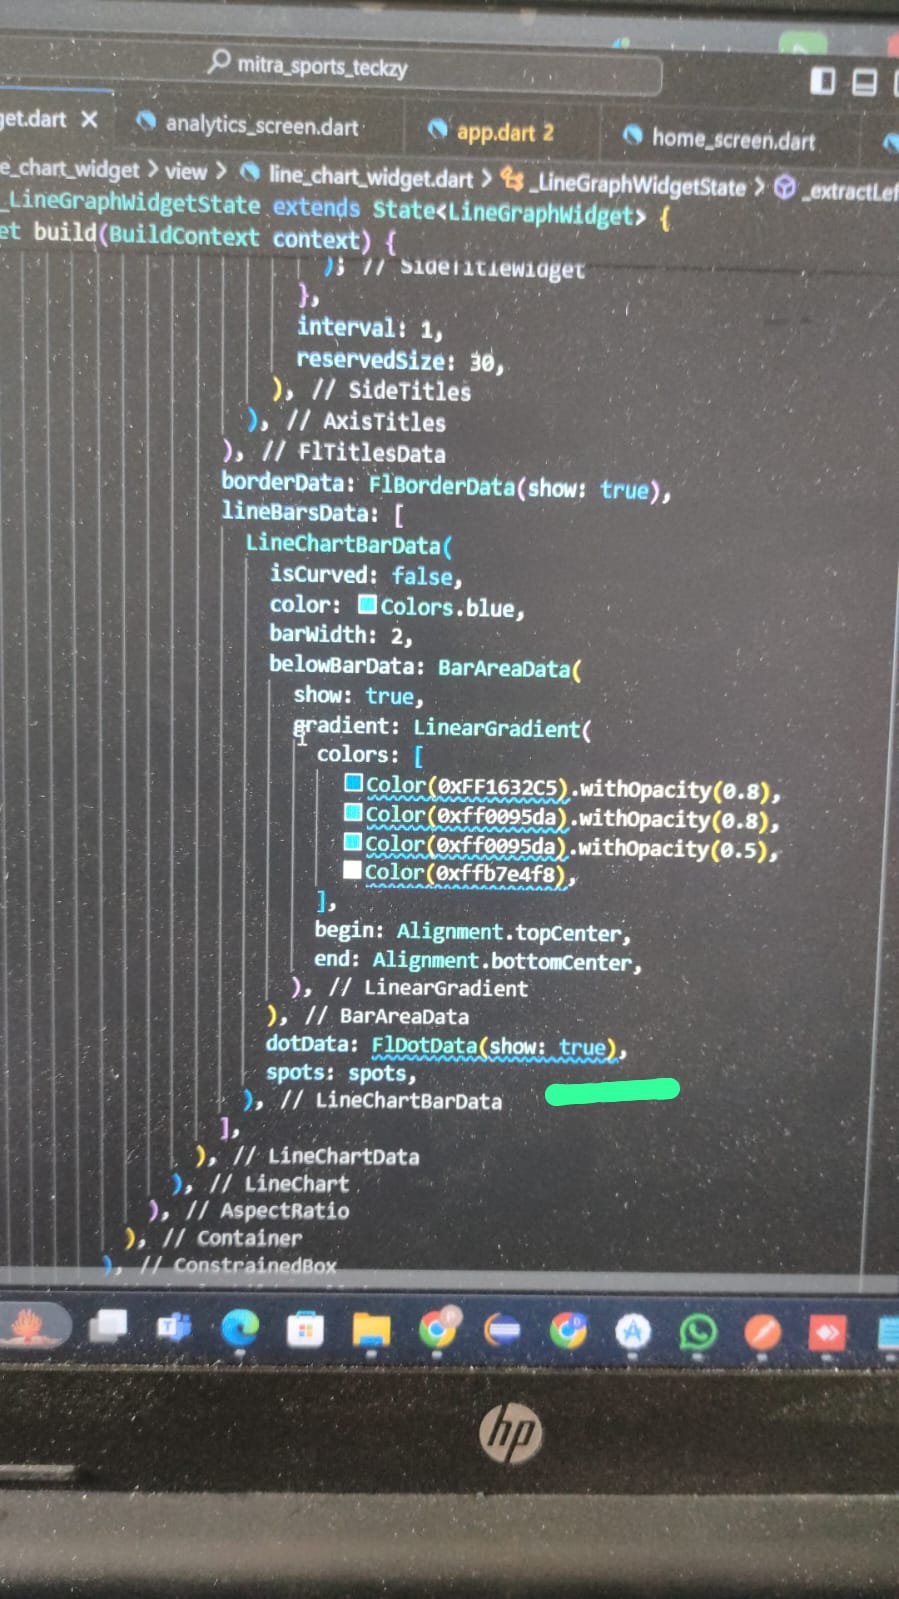 mitra_sports_teckzy
get.dart
analytics_screen.dart
app.dart 2
home_screen.dart
e_chart_widget > view > line_chart_widget.dart > _LineGraphWidgetState > _extractLef
_LineGraphWidgetState extends State<LineGraphWidget> {
et build(BuildContext context) {
); // SideTitleWidget
},
interval: 1,
reservedSize: 30,
), // SideTitles
), // AxisTitles
), // FlTitlesData
borderData: FlBorderData(show: true),
lineBarsData: [
LineChartBarData(
isCurved: false,
color: Colors.blue,
barWidth: 2,
belowBarData: BarAreaData(
show: true,
gradient: LinearGradient(
colors: [
Color(0xFF1632C5).withOpacity(0.8),
Color(0xff0095da).withOpacity(0.8),
Color(0xff0095da).withOpacity(0.5),
Color(0xffb7e4f8),
],
begin: Alignment.topCenter,
end: Alignment.bottomCenter,
), // LinearGradient
), // BarAreaData
dotData: FlDotData(show: true),
spots: spots,
), // LineChartBarData
],
), // LineChartData
), // LineChart
), // AspectRatio
), // Container
), // ConstrainedBox
hp